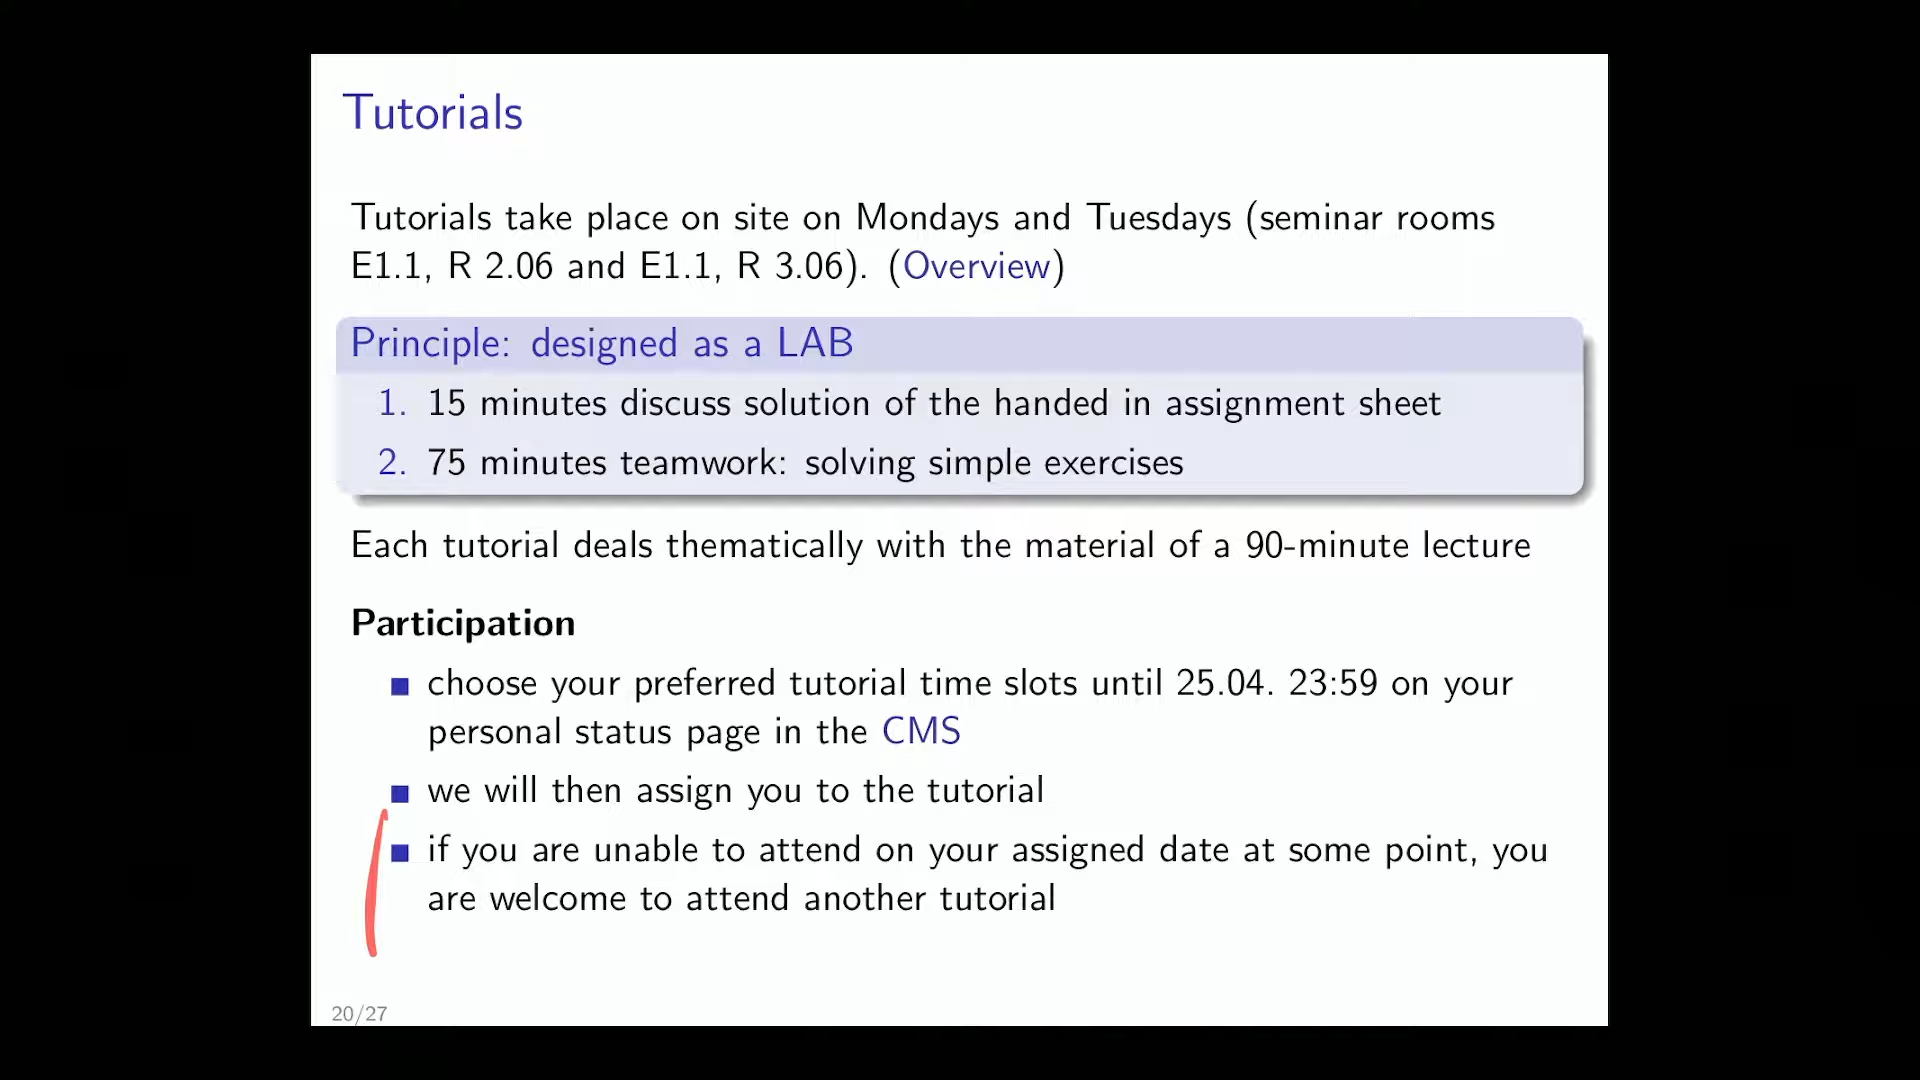 Tutorials
Tutorials take place on site on Mondays and Tuesdays (seminar rooms
E1.1, R 2.06 and E1.1, R 3.06). (Overview)
Principle: designed as a LAB
1. 15 minutes discuss solution of the handed in assignment sheet
2. 75 minutes teamwork: solving simple exercises
Each tutorial deals thematically with the material of a 90-minute lecture
Participation
choose your preferred tutorial time slots until 25.04. 23:59 on your
personal status page in the CMS
we will then assign you to the tutorial
if you are unable to attend on your assigned date at some point, you
are welcome to attend another tutorial
20/27